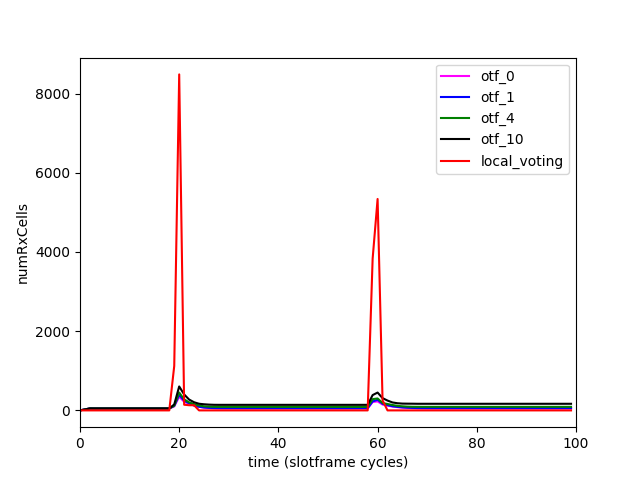 otf_0
otf_1
otf_4
otf_10
local_voting
numRxCells
8000
6000
4000
2000
0
0 20 40 60 80 100
time (slotframe cycles)